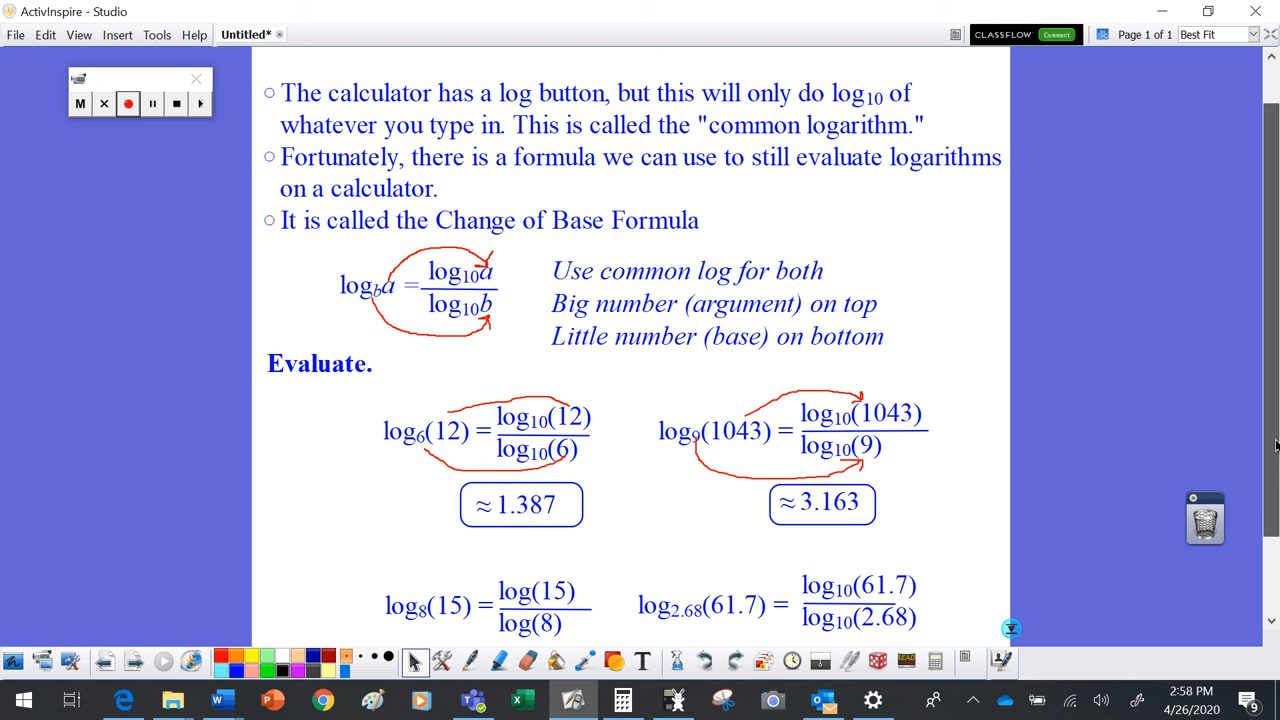 ActivInspire - Studio
File Edit View Insert Tools Help Untitled* CLASSFLOW Connect Page 1 of 1 Best Fit
M
○ The calculator has a log button, but this will only do log₁₀ of
whatever you type in. This is called the "common logarithm."
○ Fortunately, there is a formula we can use to still evaluate logarithms
on a calculator.
○ It is called the Change of Base Formula
log_b a = log₁₀a / log₁₀b
Use common log for both
Big number (argument) on top
Little number (base) on bottom
Evaluate.
log₆(12) = log₁₀(12) / log₁₀(6)
≈ 1.387
log₉(1043) = log₁₀(1043) / log₁₀(9)
≈ 3.163
log₈(15) = log(15) / log(8)
log₂.₆₈(61.7) = log₁₀(61.7) / log₁₀(2.68)
2:58 PM
4/26/2020
9